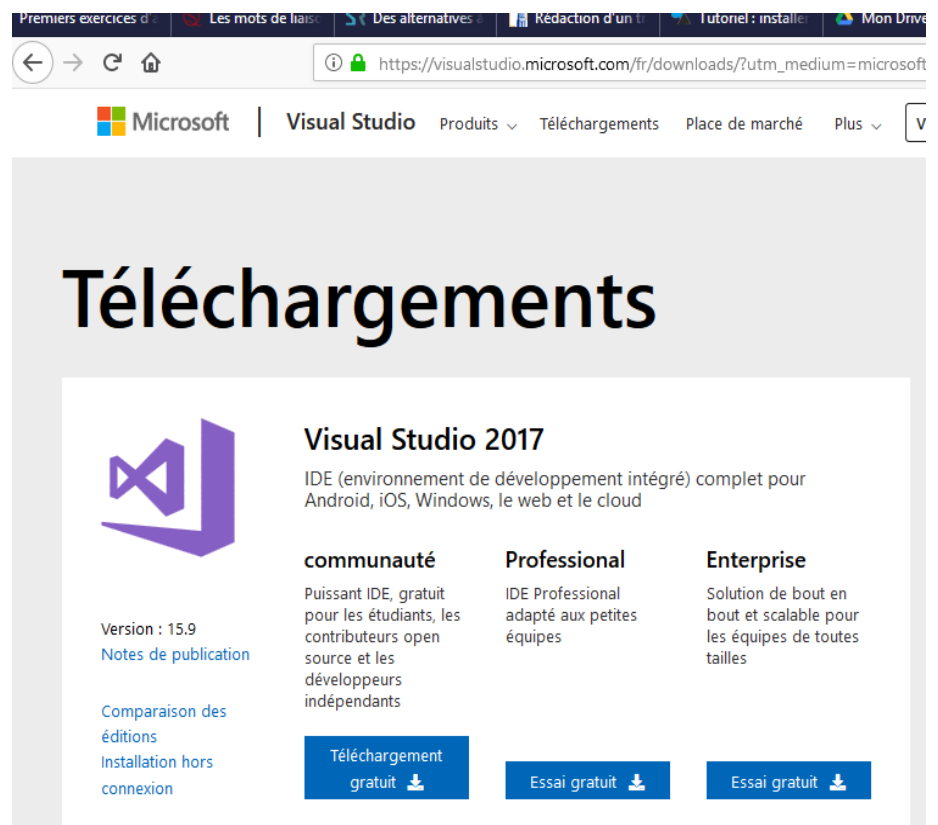 Premiers exercices d'a Les mots de liaiso Des alternatives à Rédaction d'un tr Tutoriel : installer Mon Drive
https://visualstudio.microsoft.com/fr/downloads/?utm_medium=microsoft
Microsoft | Visual Studio Produits Téléchargements Place de marché Plus V
Téléchargements
Visual Studio 2017
IDE (environnement de développement intégré) complet pour
Android, iOS, Windows, le web et le cloud
communauté
Puissant IDE, gratuit
pour les étudiants, les
contributeurs open
source et les
développeurs
indépendants
Téléchargement
gratuit
Professional
IDE Professional
adapté aux petites
équipes
Essai gratuit
Enterprise
Solution de bout en
bout et scalable pour
les équipes de toutes
tailles
Essai gratuit
Version : 15.9
Notes de publication
Comparaison des
éditions
Installation hors
connexion